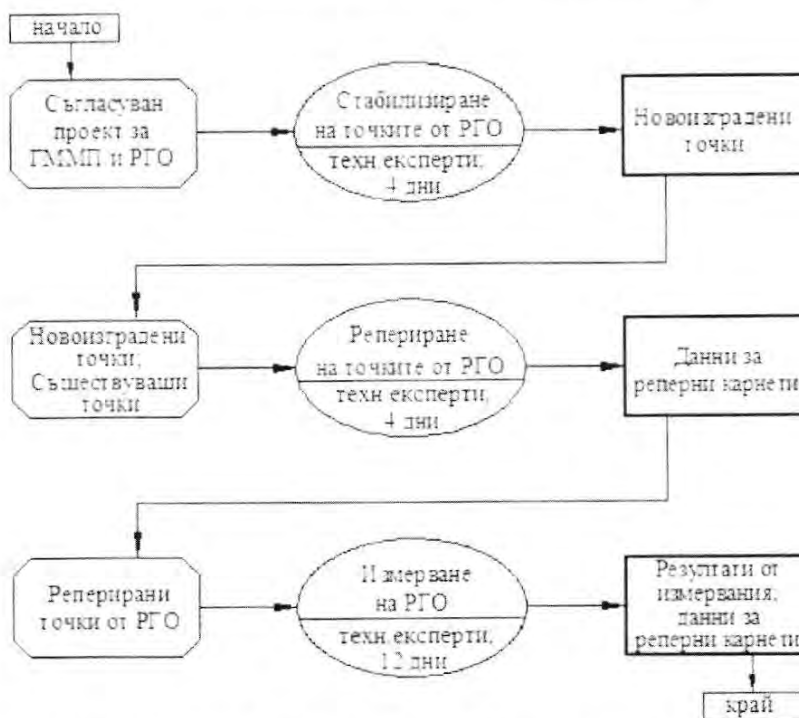 начало
Съгласуван
проект за
ГММП и РГО
Стабилизиране
на точките от РГО
техн.експерти;
4 дни
Новоизградени
точки
Новоизградени
точки;
Съществуващи
точки
Репериране
на точките от РГО
техн.експерти;
4 дни
Данни за
реперни карнети
Реперирани
точки от РГО
Измерване
на РГО
техн.експерти;
12 дни
Резултати от
измервания;
данни за
реперни карнети
край